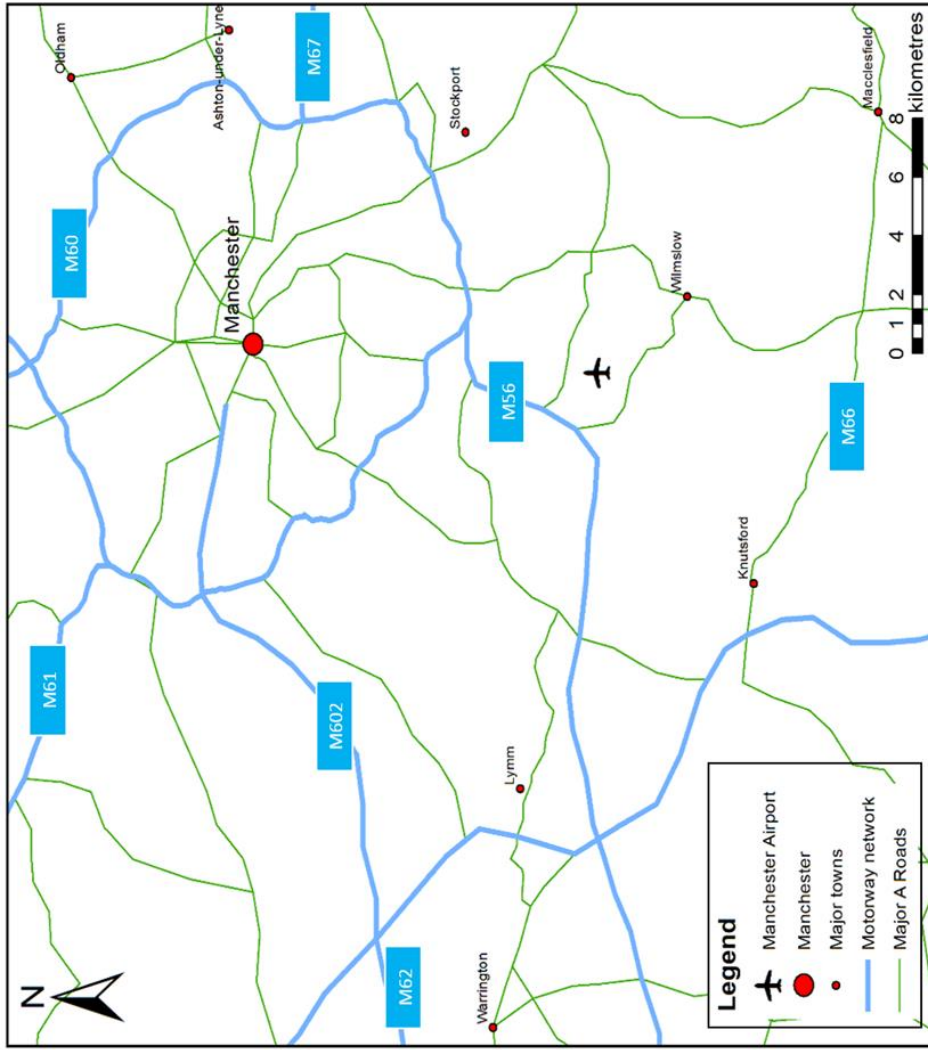 N
M61
M60
Oldham
Ashton-under-Lyne
M67
Manchester
M602
M62
Stockport
M56
Warrington
Lymm
Wilmslow
Knutsford
M66
Macclesfield
Legend
Manchester Airport
Manchester
Major towns
Motorway network
Major A Roads
0 1 2 4 6 8
kilometres